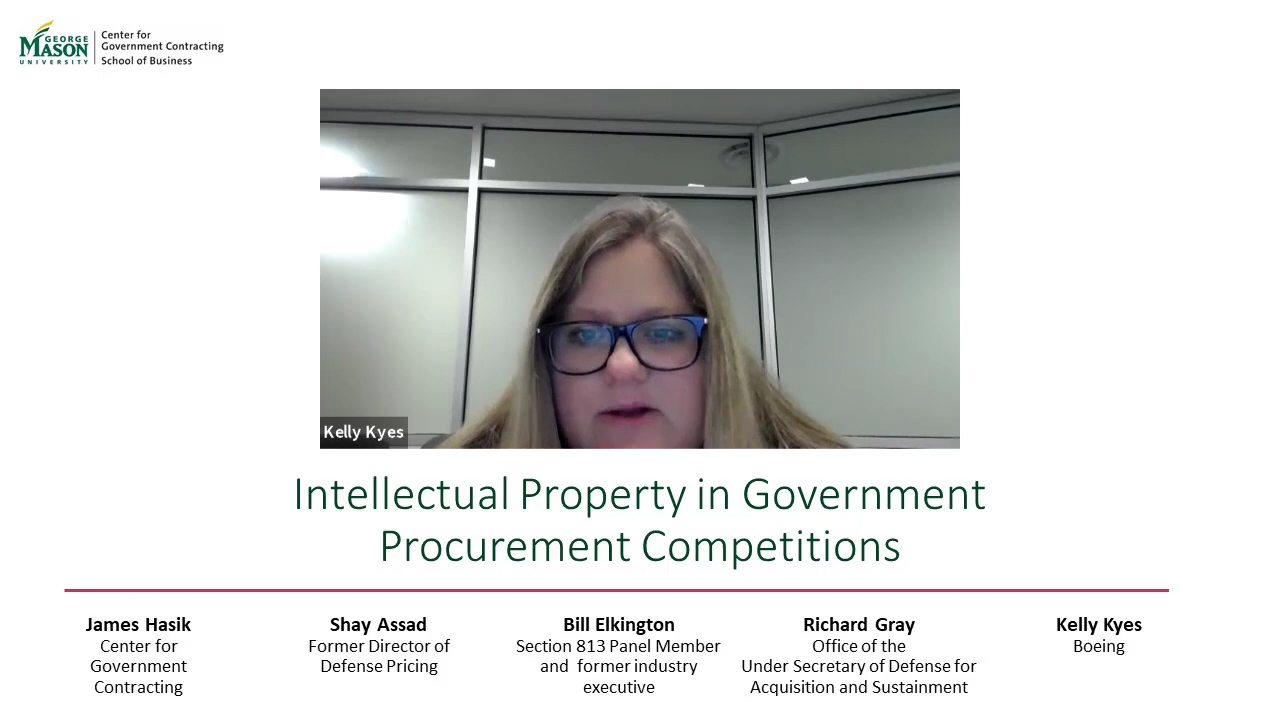 GEORGE
MASON
UNIVERSITY
Center for
Government Contracting
School of Business
Kelly Kyes
Intellectual Property in Government
Procurement Competitions
James Hasik
Center for
Government
Contracting
Shay Assad
Former Director of
Defense Pricing
Bill Elkington
Section 813 Panel Member
and former industry
executive
Richard Gray
Office of the
Under Secretary of Defense for
Acquisition and Sustainment
Kelly Kyes
Boeing